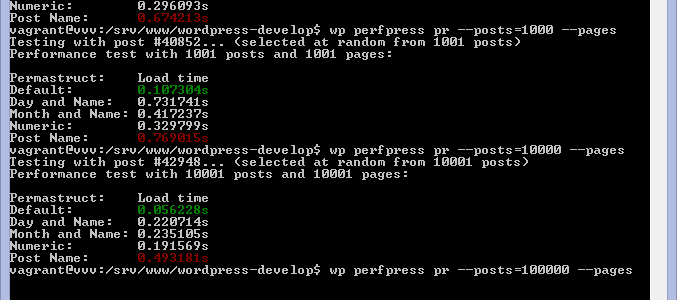 Numeric: 0.296093s
Post Name: 0.674213s
vagrant@vvv:/srv/www/wordpress-develop$ wp perfpress pr --posts=1000 --pages
Testing with post #40852... (selected at random from 1001 posts)
Performance test with 1001 posts and 1001 pages:
Permastruct: Load time
Default: 0.107304s
Day and Name: 0.731741s
Month and Name: 0.417237s
Numeric: 0.329799s
Post Name: 0.769015s
vagrant@vvv:/srv/www/wordpress-develop$ wp perfpress pr --posts=10000 --pages
Testing with post #42948... (selected at random from 10001 posts)
Performance test with 10001 posts and 10001 pages:
Permastruct: Load time
Default: 0.056228s
Day and Name: 0.220714s
Month and Name: 0.235105s
Numeric: 0.191569s
Post Name: 0.493181s
vagrant@vvv:/srv/www/wordpress-develop$ wp perfpress pr --posts=100000 --pages